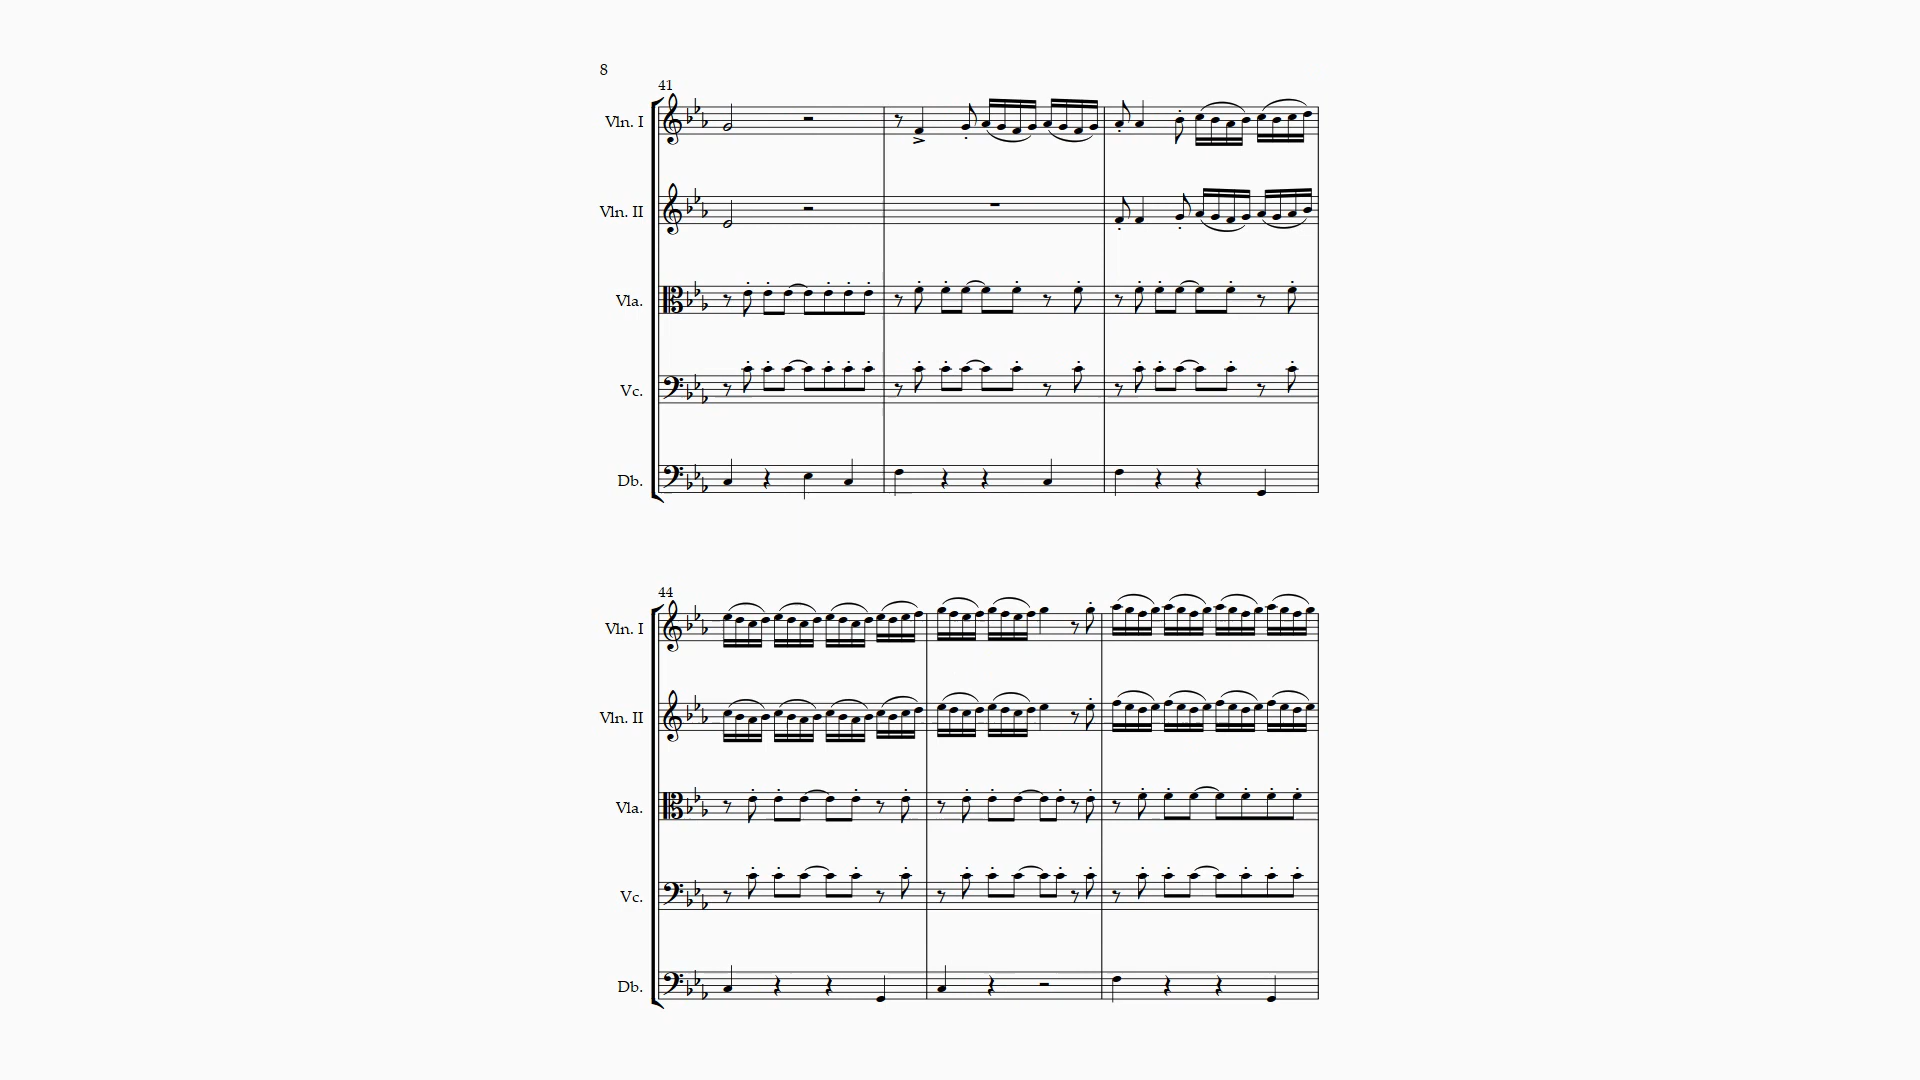 8
41
Vln. I
Vln. II
Vla.
Vc.
Db.
44
Vln. I
Vln. II
Vla.
Vc.
Db.